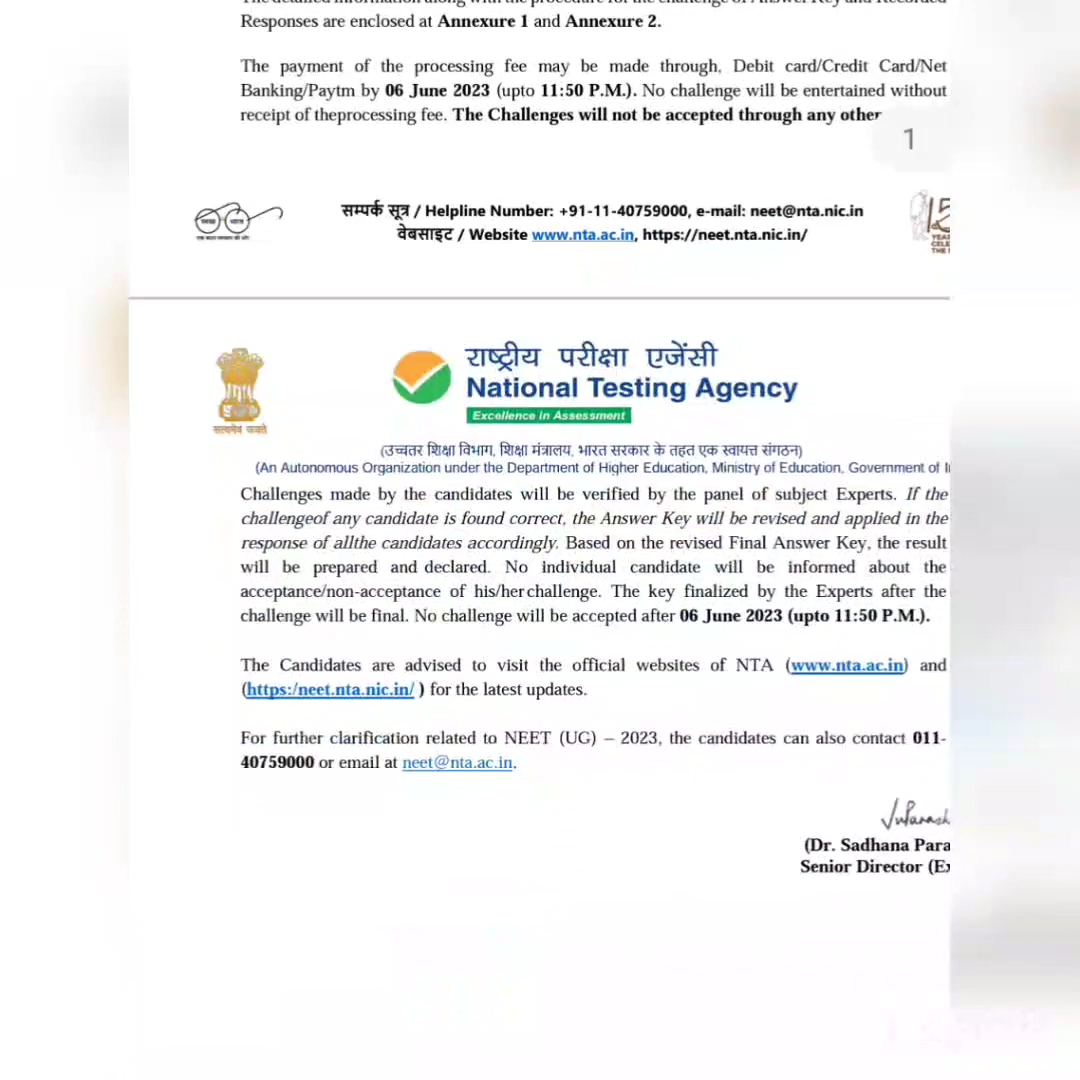 Responses are enclosed at Annexure 1 and Annexure 2.
The payment of the processing fee may be made through, Debit card/Credit Card/Net
Banking/Paytm by 06 June 2023 (upto 11:50 P.M.). No challenge will be entertained without
receipt of theprocessing fee. The Challenges will not be accepted through any other
1
सम्पर्क सूत्र / Helpline Number: +91-11-40759000, e-mail: neet@nta.nic.in
वेबसाइट / Website www.nta.ac.in, https://neet.nta.nic.in/
राष्ट्रीय परीक्षा एजेंसी
National Testing Agency
Excellence in Assessment
सत्यमेव जयते
(उच्चतर शिक्षा विभाग, शिक्षा मंत्रालय, भारत सरकार के तहत एक स्वायत्त संगठन)
(An Autonomous Organization under the Department of Higher Education, Ministry of Education, Government of
Challenges made by the candidates will be verified by the panel of subject Experts. If the
challengeof any candidate is found correct, the Answer Key will be revised and applied in the
response of allthe candidates accordingly. Based on the revised Final Answer Key, the result
will be prepared and declared. No individual candidate will be informed about the
acceptance/non-acceptance of his/herchallenge. The key finalized by the Experts after the
challenge will be final. No challenge will be accepted after 06 June 2023 (upto 11:50 P.M.).
The Candidates are advised to visit the official websites of NTA (www.nta.ac.in) and
(https:/neet.nta.nic.in/ ) for the latest updates.
For further clarification related to NEET (UG) – 2023, the candidates can also contact 011-
40759000 or email at neet@nta.ac.in.
(Dr. Sadhana Para
Senior Director (Ex